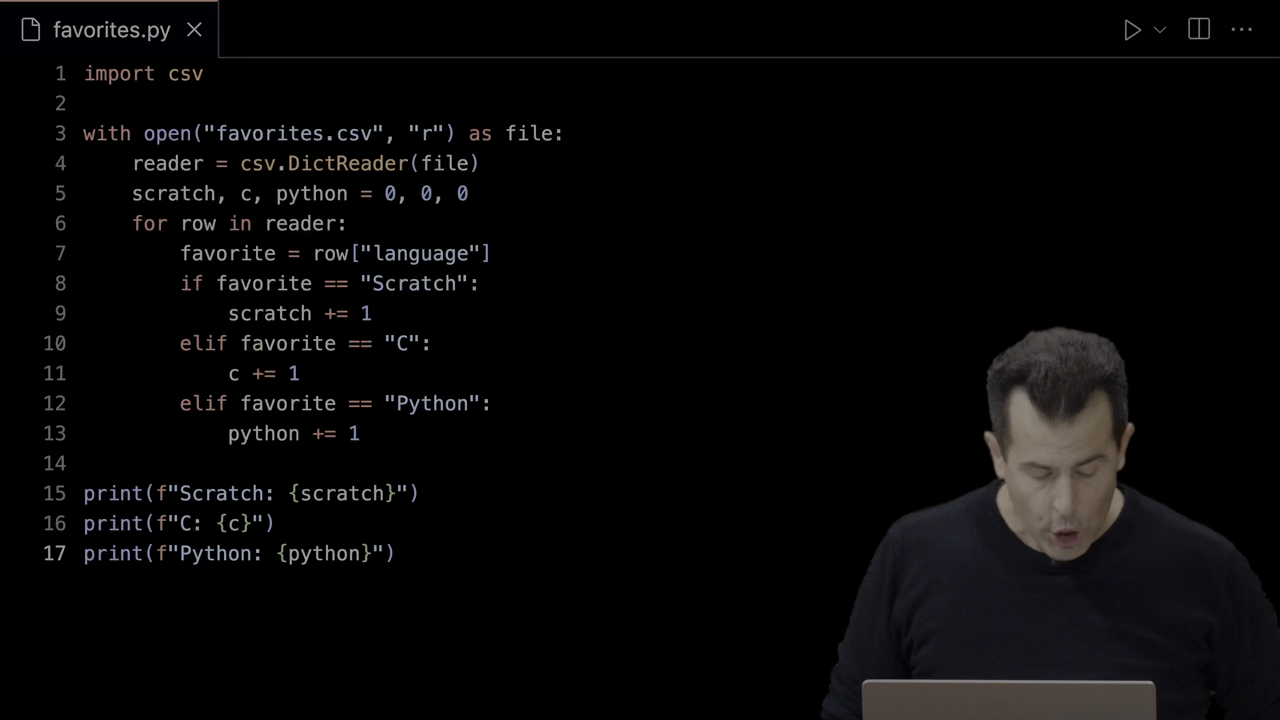 favorites.py
1 import csv
2
3 with open("favorites.csv", "r") as file:
4     reader = csv.DictReader(file)
5     scratch, c, python = 0, 0, 0
6     for row in reader:
7         favorite = row["language"]
8         if favorite == "Scratch":
9             scratch += 1
10         elif favorite == "C":
11             c += 1
12         elif favorite == "Python":
13             python += 1
14
15 print(f"Scratch: {scratch}")
16 print(f"C: {c}")
17 print(f"Python: {python}")